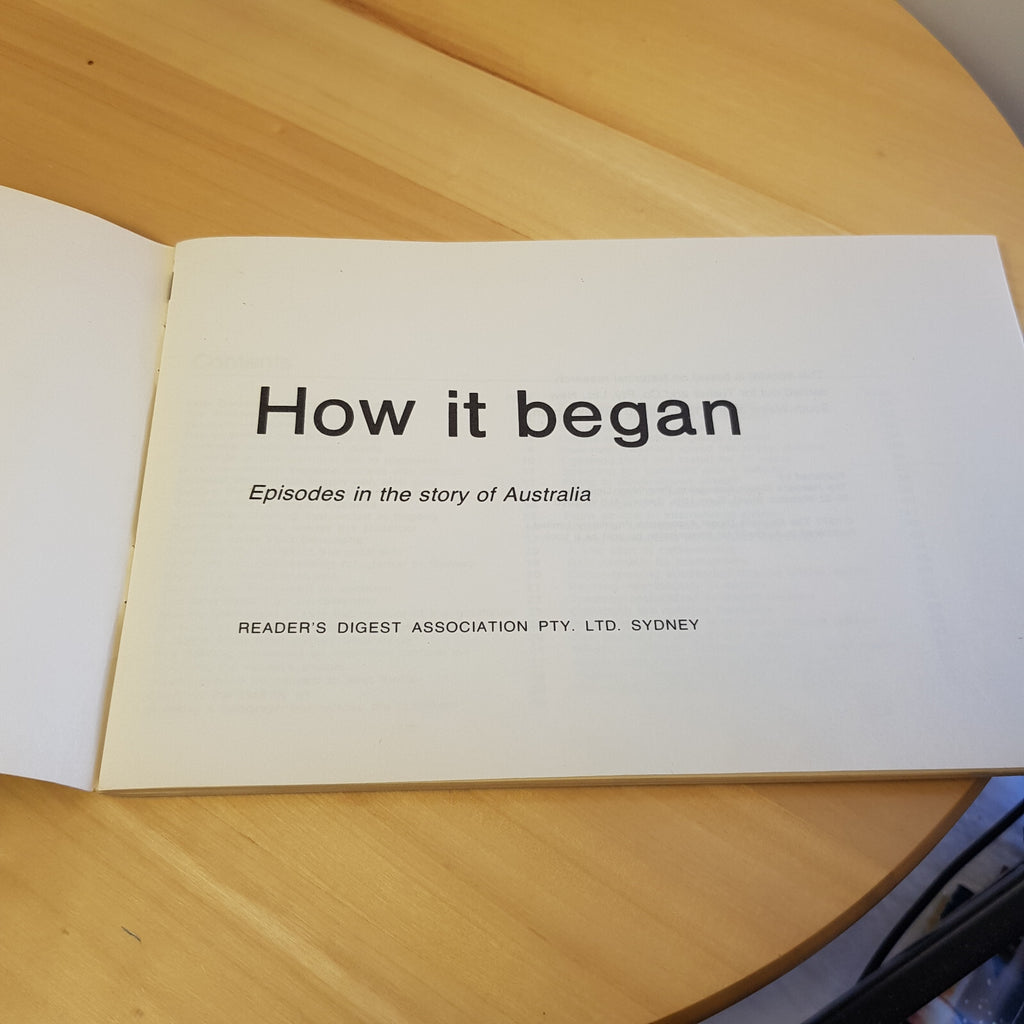 How it began
Episodes in the story of Australia
READER'S DIGEST ASSOCIATION PTY. LTD. SYDNEY